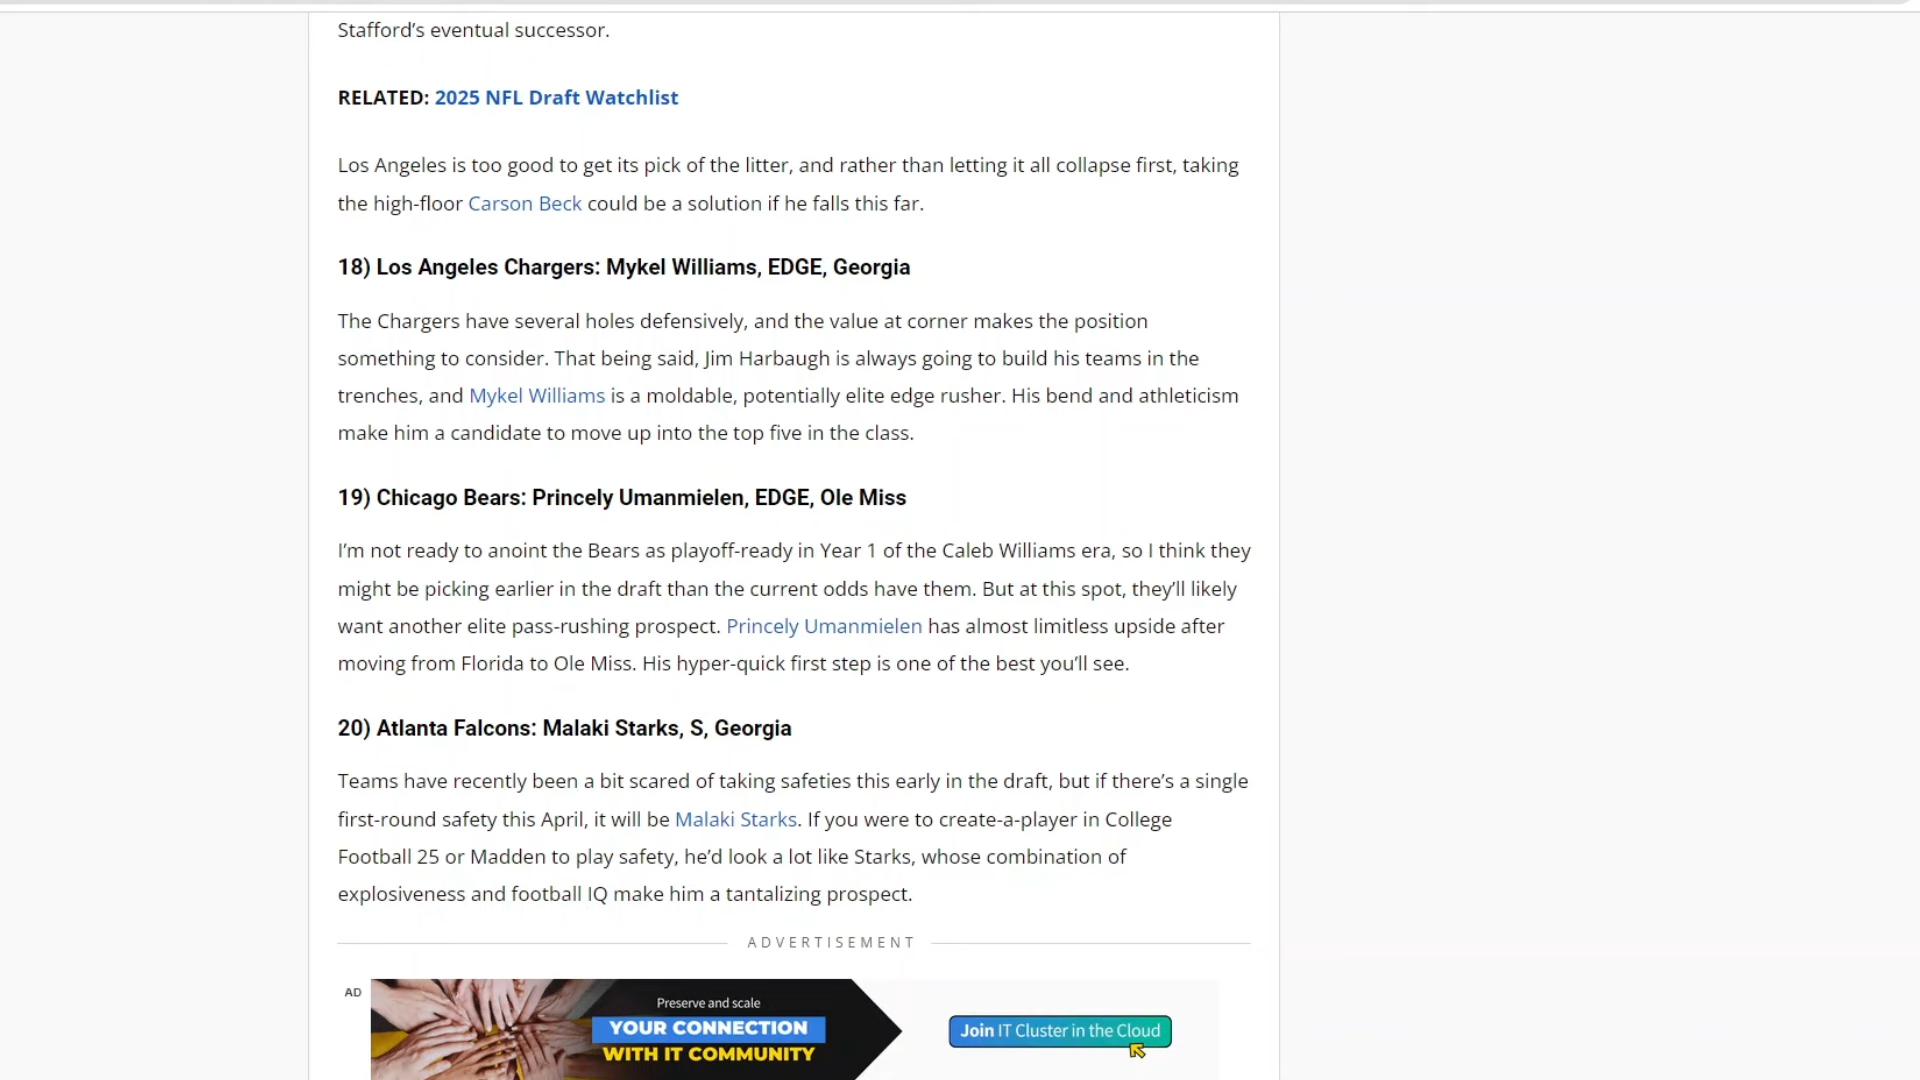 Stafford’s eventual successor.
RELATED: 2025 NFL Draft Watchlist
Los Angeles is too good to get its pick of the litter, and rather than letting it all collapse first, taking
the high-floor Carson Beck could be a solution if he falls this far.
18) Los Angeles Chargers: Mykel Williams, EDGE, Georgia
The Chargers have several holes defensively, and the value at corner makes the position
something to consider. That being said, Jim Harbaugh is always going to build his teams in the
trenches, and Mykel Williams is a moldable, potentially elite edge rusher. His bend and athleticism
make him a candidate to move up into the top five in the class.
19) Chicago Bears: Princely Umanmielen, EDGE, Ole Miss
I’m not ready to anoint the Bears as playoff-ready in Year 1 of the Caleb Williams era, so I think they
might be picking earlier in the draft than the current odds have them. But at this spot, they’ll likely
want another elite pass-rushing prospect. Princely Umanmielen has almost limitless upside after
moving from Florida to Ole Miss. His hyper-quick first step is one of the best you’ll see.
20) Atlanta Falcons: Malaki Starks, S, Georgia
Teams have recently been a bit scared of taking safeties this early in the draft, but if there’s a single
first-round safety this April, it will be Malaki Starks. If you were to create-a-player in College
Football 25 or Madden to play safety, he’d look a lot like Starks, whose combination of
explosiveness and football IQ make him a tantalizing prospect.
ADVERTISEMENT
AD
Preserve and scale
YOUR CONNECTION
WITH IT COMMUNITY
Join IT Cluster in the Cloud